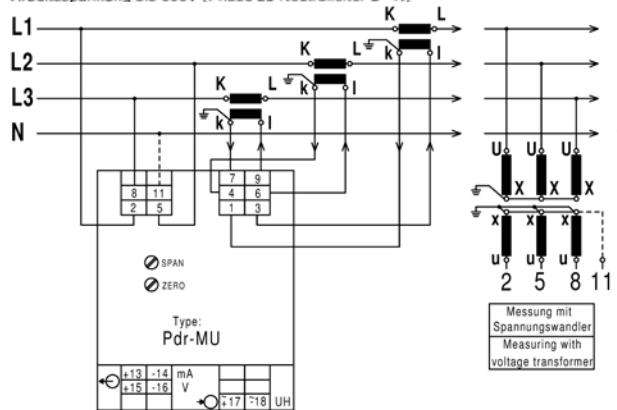 L1
K L
k l
L2
K L
k l
L3
K L
k l
N
U U U
X X X
x x x
u u u
2 5 8 11
7 9
8 11 4 6
2 5 1 3
SPAN
ZERO
Type:
Pdr-MU
+13 -14 mA
+15 -16 V
~17 ~18 UH
Messung mit
Spannungswandler
Measuring with
voltage transformer